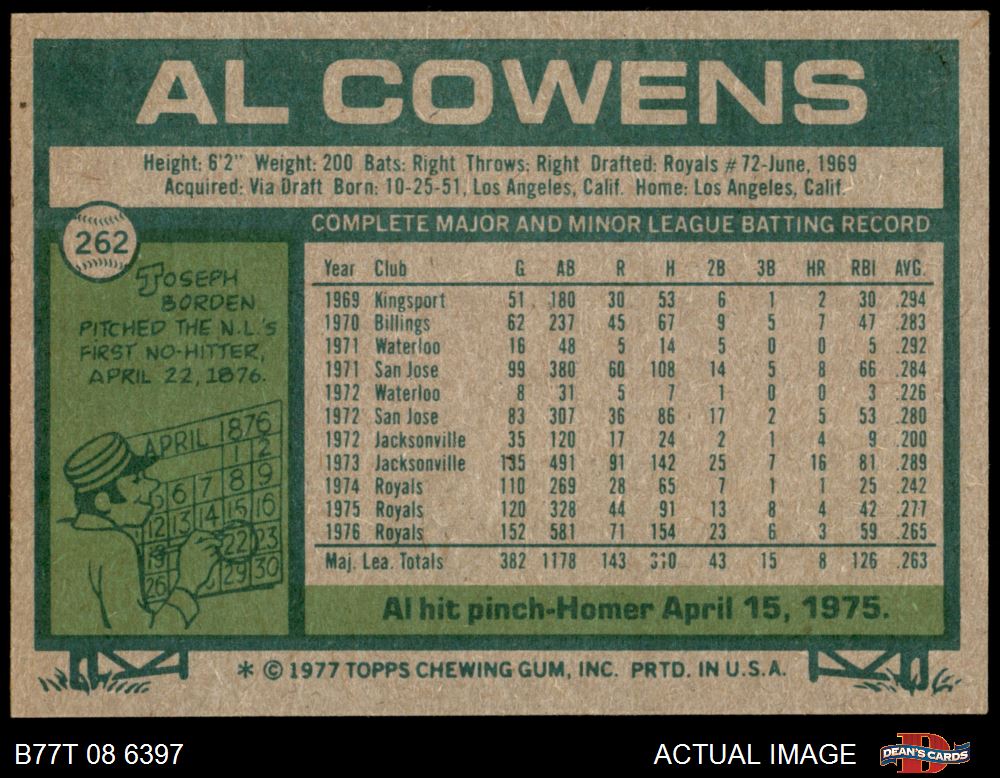 AL COWENS
Height: 6'2" Weight: 200 Bats: Right Throws: Right Drafted: Royals #72-June, 1969
Acquired: Via Draft Born: 10-25-51, Los Angeles, Calif. Home: Los Angeles, Calif.
262
JOSEPH
BORDEN
PITCHED THE N.L.'S
FIRST NO-HITTER,
APRIL 22, 1876.
APRIL 1876
1 2
5 6 7 8 9
12 13 14 15 16
19 22 23
26 29 30
COMPLETE MAJOR AND MINOR LEAGUE BATTING RECORD
Year Club G AB R H 2B 3B HR RBI AVG.
1969 Kingsport 51 180 30 53 6 1 2 30 .294
1970 Billings 62 237 45 67 9 5 7 47 .283
1971 Waterloo 16 48 5 14 5 0 0 5 .292
1971 San Jose 99 380 60 108 14 5 8 66 .284
1972 Waterloo 8 31 5 7 1 0 0 3 .226
1972 San Jose 83 307 36 86 17 2 5 53 .280
1972 Jacksonville 35 120 17 24 2 1 4 9 .200
1973 Jacksonville 135 491 91 142 25 7 16 81 .289
1974 Royals 110 269 28 65 7 1 1 25 .242
1975 Royals 120 328 44 91 13 8 4 42 .277
1976 Royals 152 581 71 154 23 6 3 59 .265
Maj. Lea. Totals 382 1178 143 310 43 15 8 126 .263
Al hit pinch-Homer April 15, 1975.
* © 1977 TOPPS CHEWING GUM, INC. PRTD. IN U.S.A.
B77T 08 6397
ACTUAL IMAGE
DEAN'S CARDS